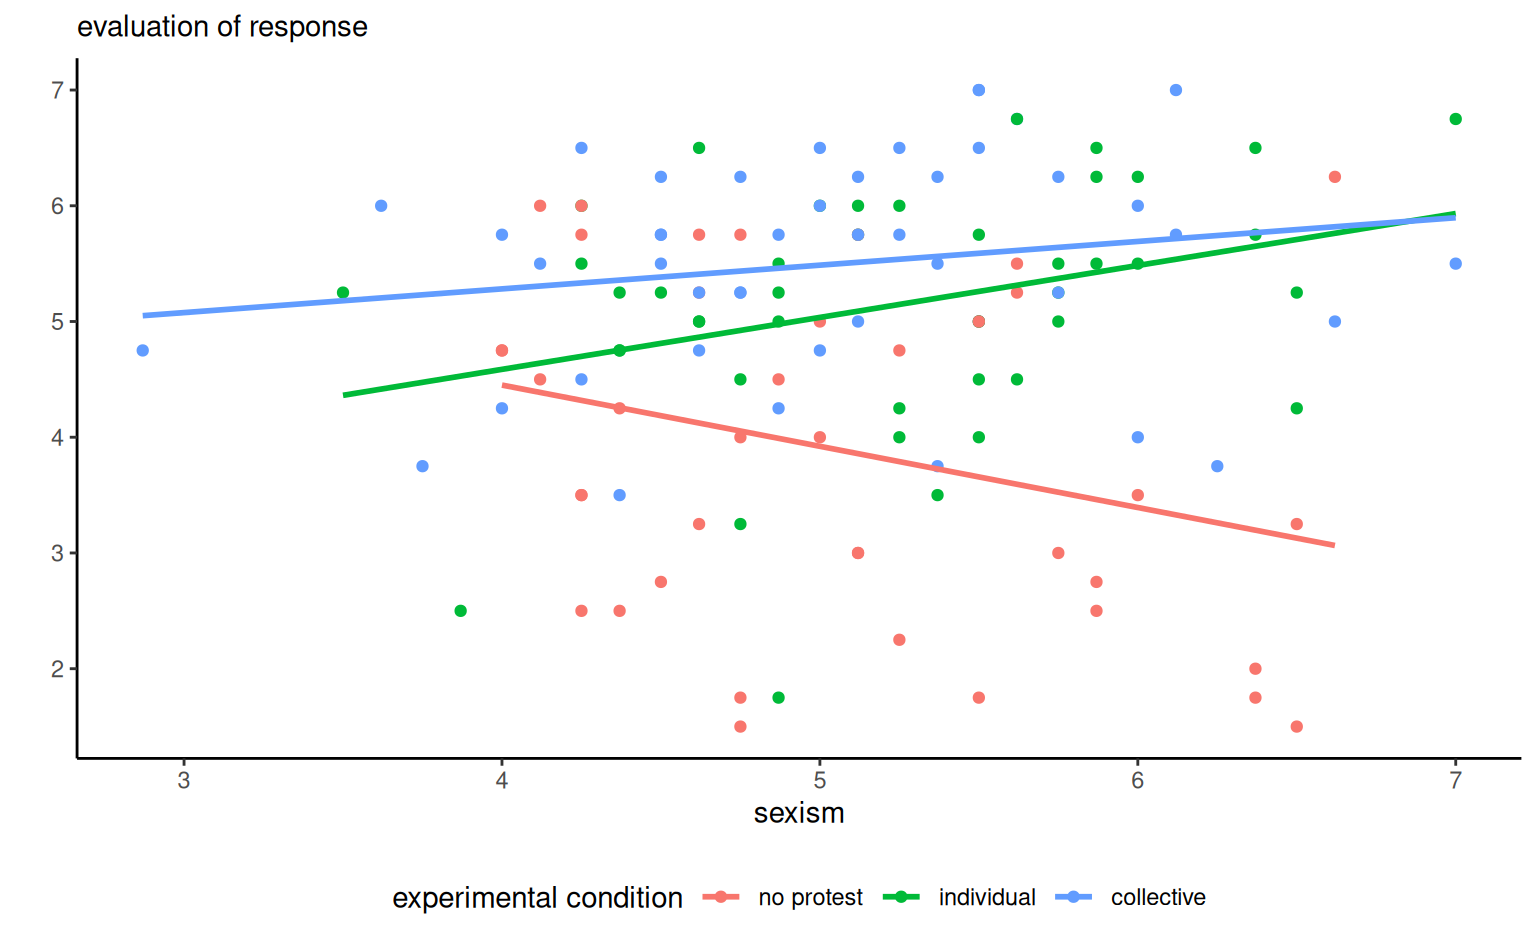 evaluation of response
7
6
5
4
3
2
3 4 5 6 7
sexism
experimental condition no protest individual collective